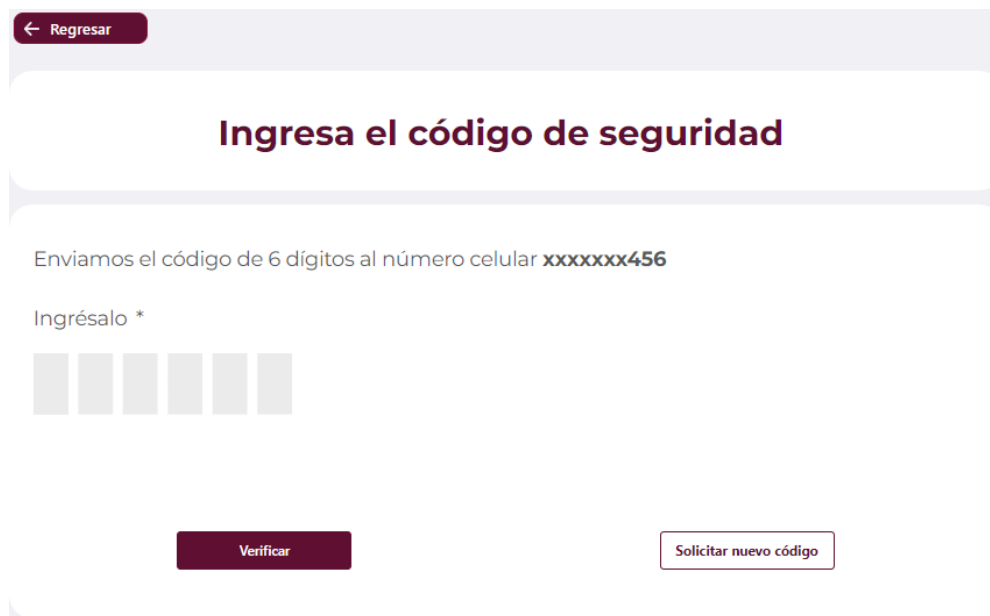 ← Regresar
Ingresa el código de seguridad
Enviamos el código de 6 dígitos al número celular xxxxxxx456
Ingrésalo *
Verificar
Solicitar nuevo código